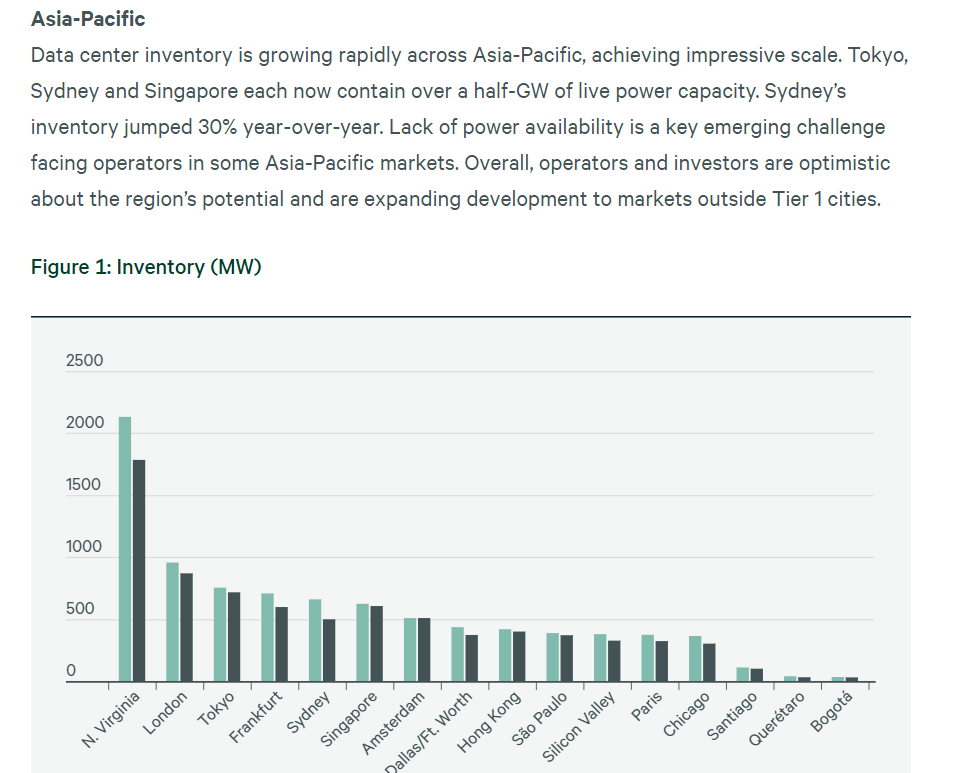 Asia-Pacific
Data center inventory is growing rapidly across Asia-Pacific, achieving impressive scale. Tokyo,
Sydney and Singapore each now contain over a half-GW of live power capacity. Sydney’s
inventory jumped 30% year-over-year. Lack of power availability is a key emerging challenge
facing operators in some Asia-Pacific markets. Overall, operators and investors are optimistic
about the region’s potential and are expanding development to markets outside Tier 1 cities.
Figure 1: Inventory (MW)
2500
2000
1500
1000
500
0
N. Virginia
London
Tokyo
Frankfurt
Sydney
Singapore
Amsterdam
Dallas/Ft. Worth
Hong Kong
São Paulo
Silicon Valley
Paris
Chicago
Santiago
Querétaro
Bogotá